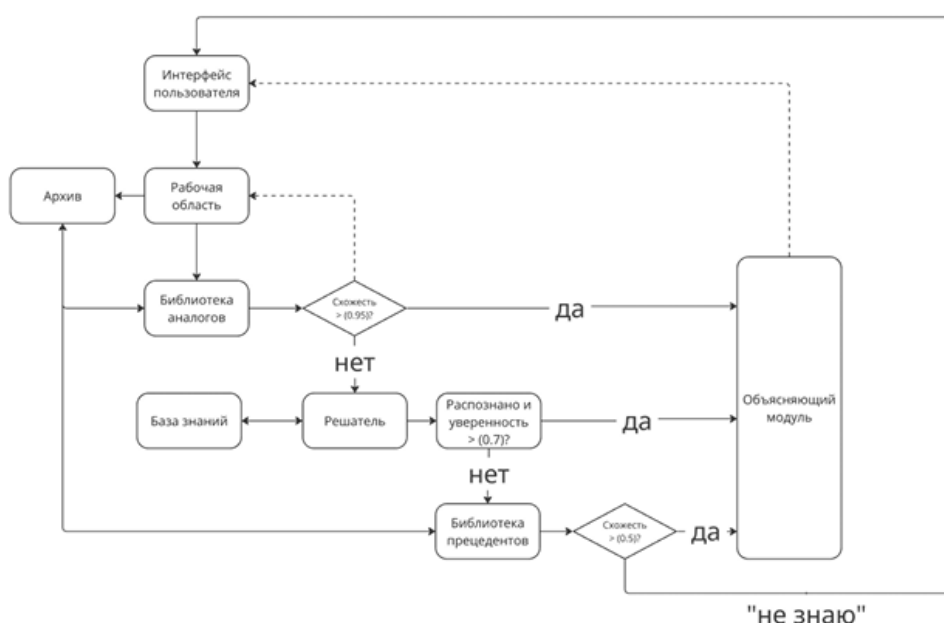 Интерфейс
пользователя
Архив
Рабочая
область
Библиотека
аналогов
Схожесть
> (0.95)?
да
нет
База знаний
Решатель
Распознано и
уверенность
> (0.7)?
да
Объясняющий
модуль
нет
Библиотека
прецедентов
Схожесть
> (0.5)?
да
"не знаю"